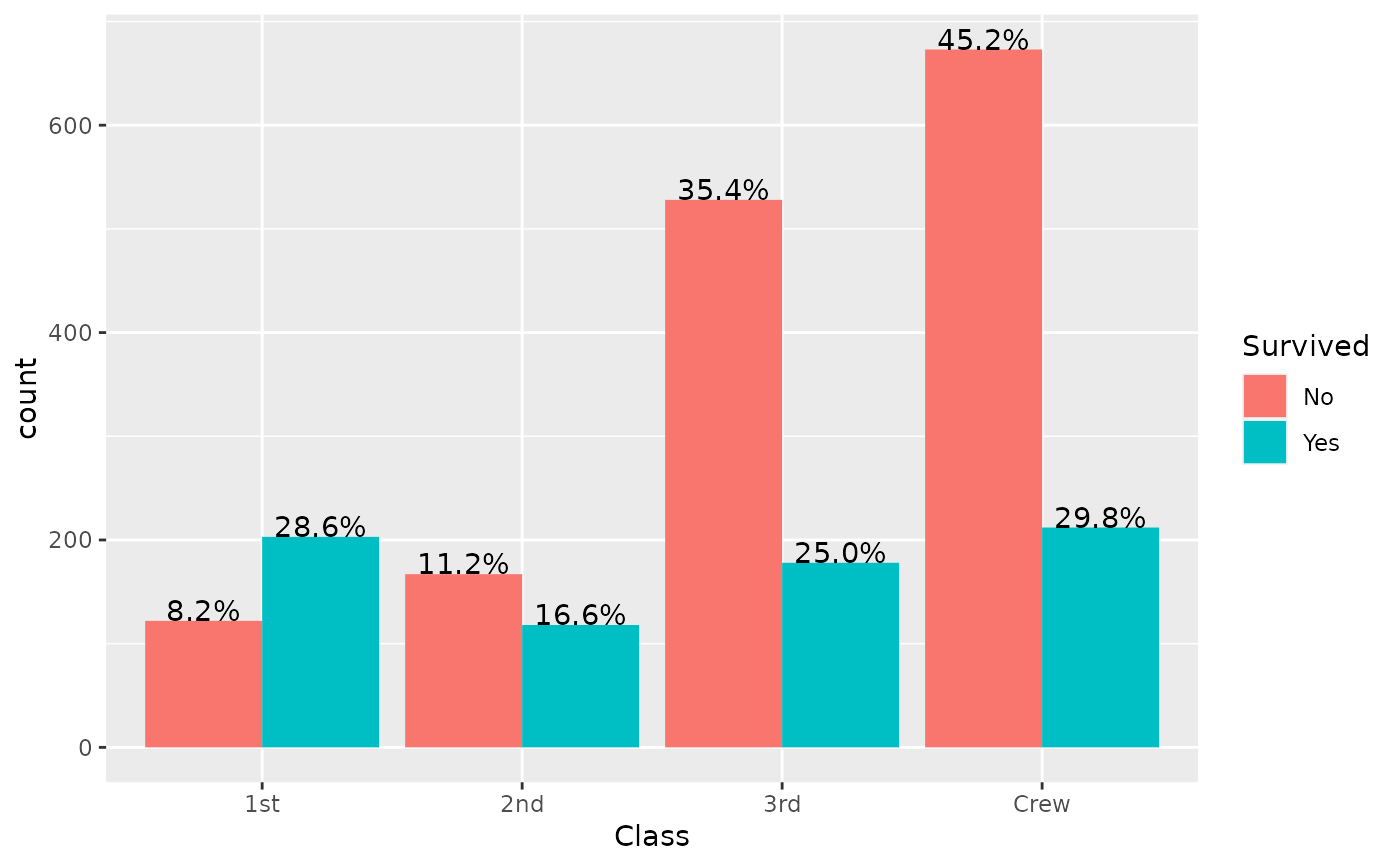 45.2%
35.4%
28.6%
29.8%
11.2%
25.0%
8.2%
16.6%
600
400
200
0
count
1st
2nd
3rd
Crew
Class
Survived
No
Yes